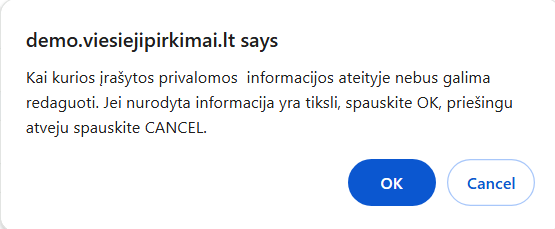 demo.viesiejipirkimai.lt says
Kai kurios įrašytos privalomos  informacijos ateityje nebus galima
redaguoti. Jei nurodyta informacija yra tiksli, spauskite OK, priešingu
atveju spauskite CANCEL.
OK
Cancel